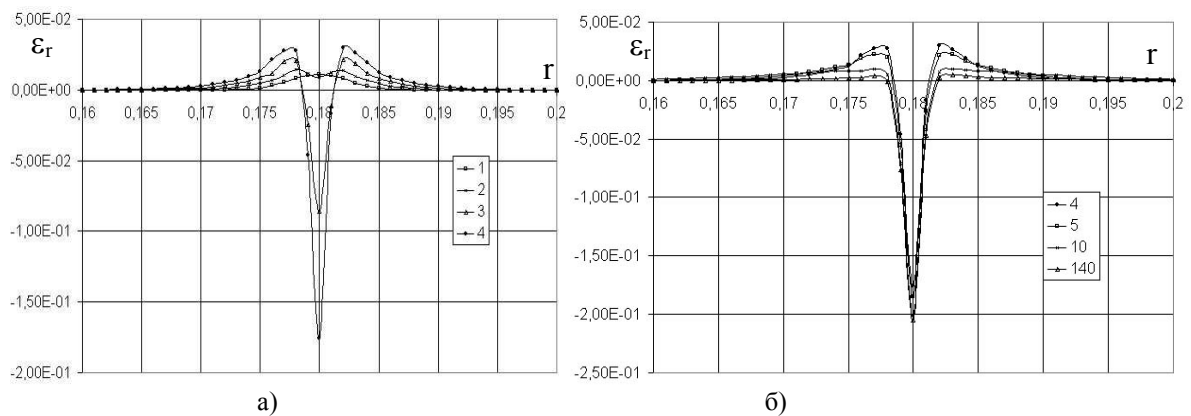 5,00E-02
εr
r
0,00E+00
0,16 0,165 0,17 0,175 0,18 0,185 0,19 0,195 0,2
-5,00E-02
-1,00E-01
-1,50E-01
-2,00E-01
1
2
3
4
а)
5,00E-02
εr
r
0,00E+00
0,16 0,165 0,17 0,175 0,18 0,185 0,19 0,195 0,2
-5,00E-02
-1,00E-01
-1,50E-01
-2,00E-01
-2,50E-01
4
5
10
140
б)